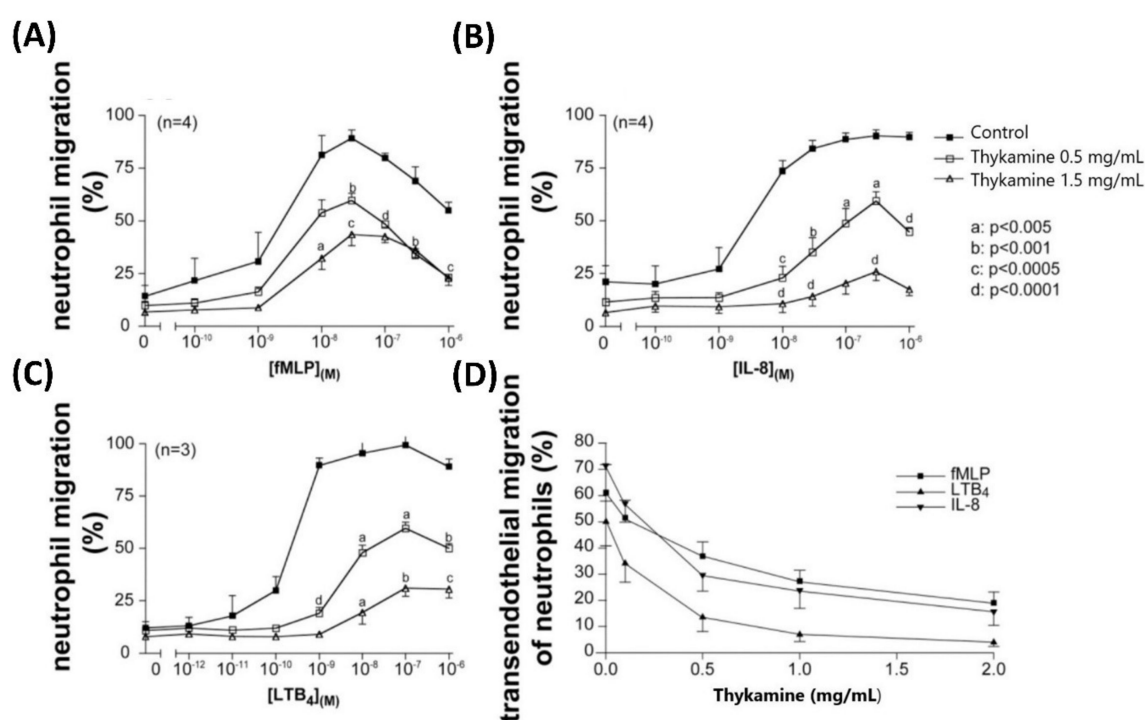 (A)
neutrophil migration
(%)
100
75
50
25
0
(n=4)
b
d
c
a
b
c
0 10-10 10-9 10-8 10-7 10-6
[fMLP](M)
(B)
neutrophil migration
(%)
100
75
50
25
0
(n=4)
a
a
d
b
c
d
d
d
0 10-10 10-9 10-8 10-7 10-6
[IL-8](M)
Control
Thykamine 0.5 mg/mL
Thykamine 1.5 mg/mL
a: p<0.005
b: p<0.001
c: p<0.0005
d: p<0.0001
(C)
neutrophil migration
(%)
100
75
50
25
0
(n=3)
a
a
b
d
b
c
a
0 10-12 10-11 10-10 10-9 10-8 10-7 10-6
[LTB4](M)
(D)
transendothelial migration
of neutrophils (%)
80
70
60
50
40
30
20
10
0
fMLP
LTB4
IL-8
0.0 0.5 1.0 1.5 2.0
Thykamine (mg/mL)